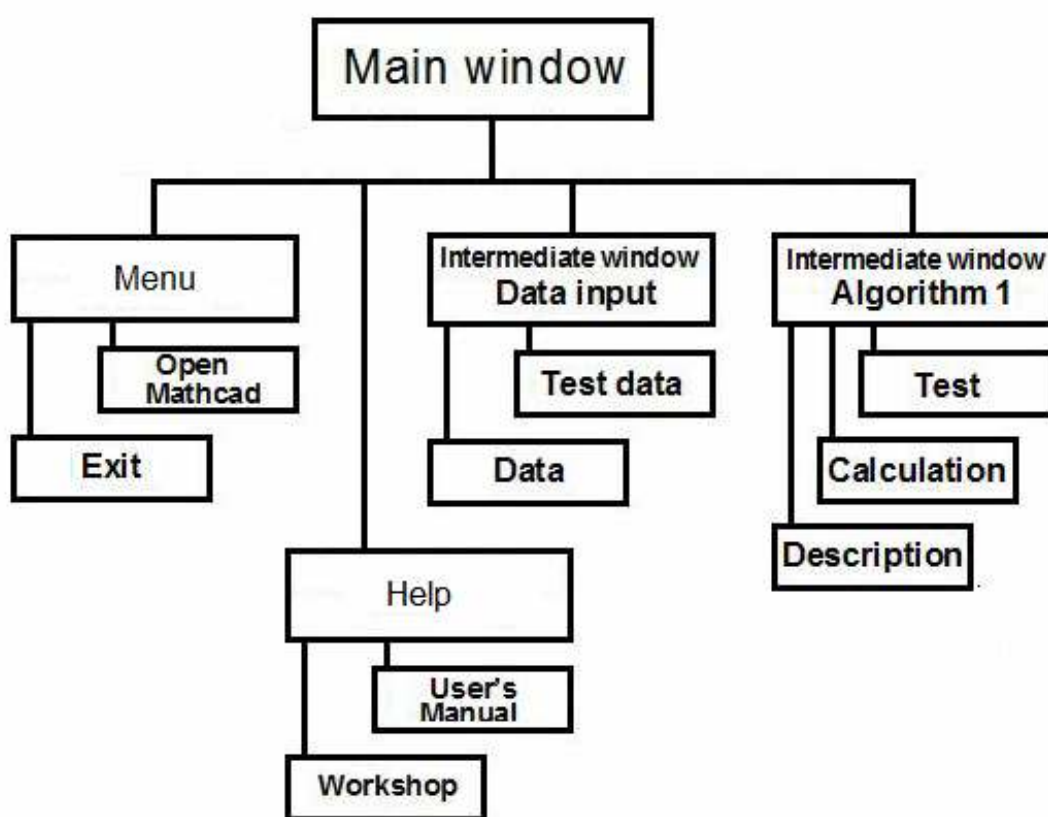 Main window
Menu
Open
Mathcad
Exit
Intermediate window
Data input
Test data
Data
Intermediate window
Algorithm 1
Test
Calculation
Description
Help
User's
Manual
Workshop